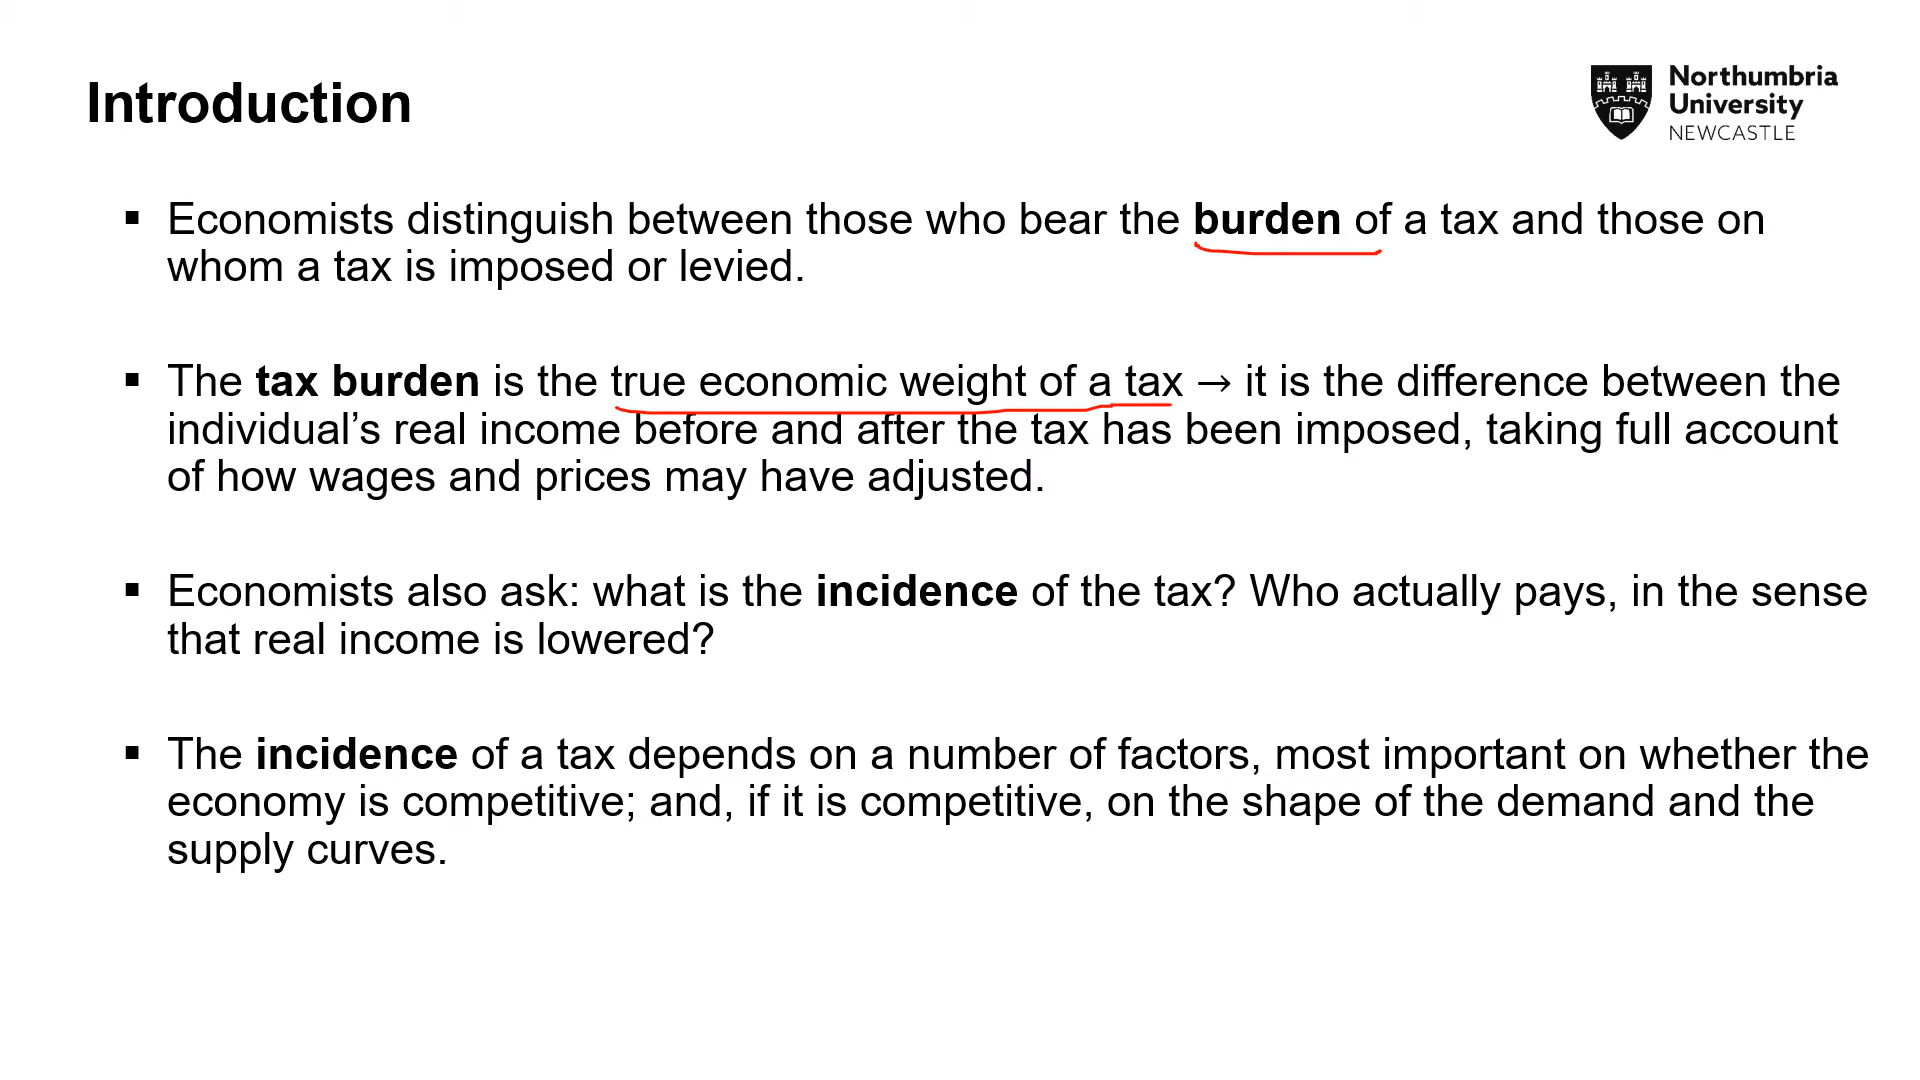 Introduction
Northumbria
University
NEWCASTLE
▪ Economists distinguish between those who bear the burden of a tax and those on
whom a tax is imposed or levied.
▪ The tax burden is the true economic weight of a tax → it is the difference between the
individual’s real income before and after the tax has been imposed, taking full account
of how wages and prices may have adjusted.
▪ Economists also ask: what is the incidence of the tax? Who actually pays, in the sense
that real income is lowered?
▪ The incidence of a tax depends on a number of factors, most important on whether the
economy is competitive; and, if it is competitive, on the shape of the demand and the
supply curves.